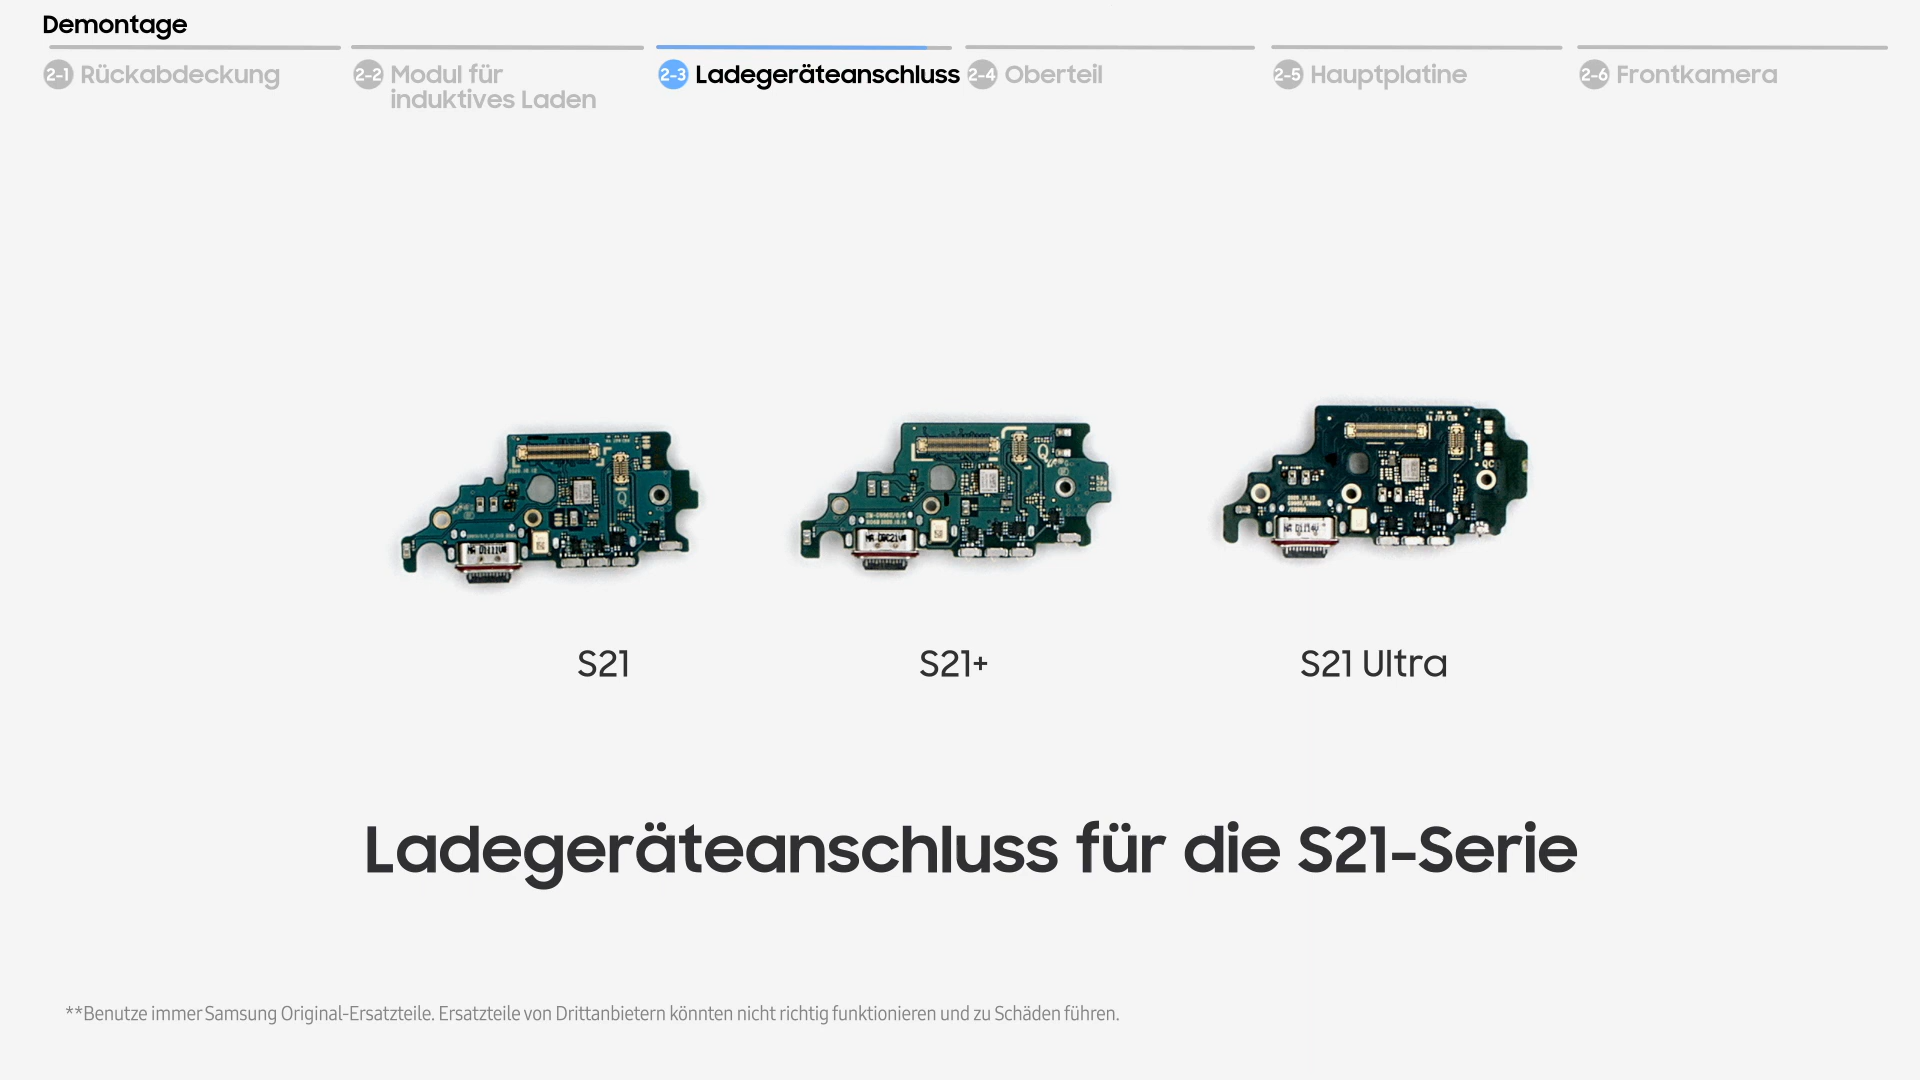 Demontage
2-1 Rückabdeckung
2-2 Modul für
induktives Laden
2-3 Ladegeräteanschluss
2-4 Oberteil
2-5 Hauptplatine
2-6 Frontkamera
S21
S21+
S21 Ultra
Ladegeräteanschluss für die S21-Serie
**Benutze immer Samsung Original-Ersatzteile. Ersatzteile von Drittanbietern könnten nicht richtig funktionieren und zu Schäden führen.